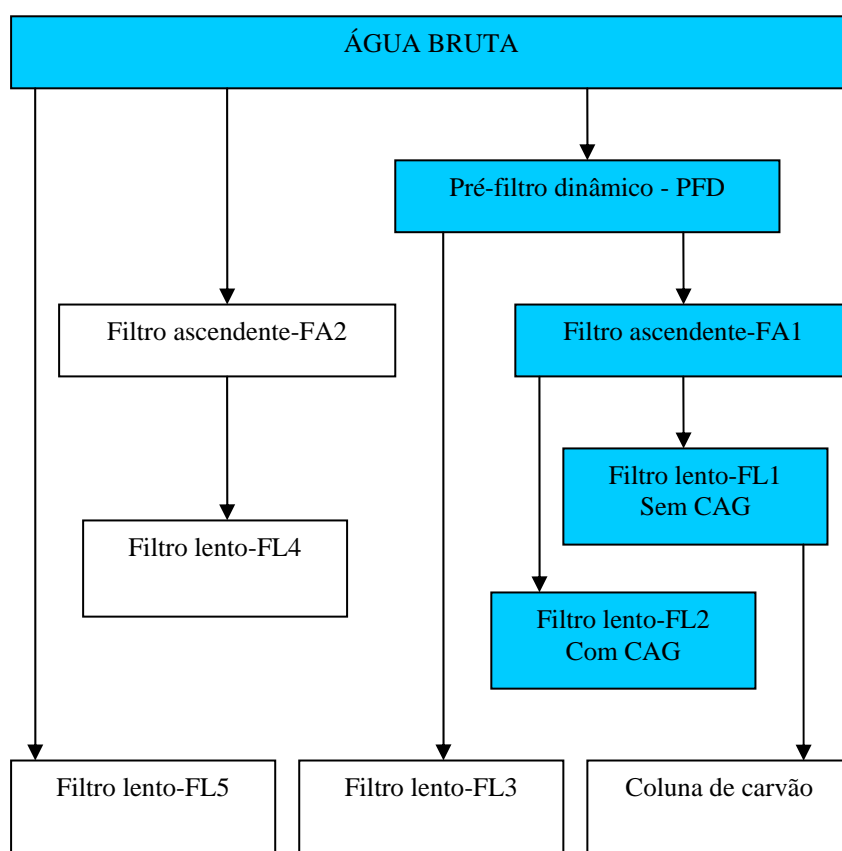 ÁGUA BRUTA
Pré-filtro dinâmico - PFD
Filtro ascendente-FA2
Filtro ascendente-FA1
Filtro lento-FL1
Sem CAG
Filtro lento-FL4
Filtro lento-FL2
Com CAG
Filtro lento-FL5
Filtro lento-FL3
Coluna de carvão